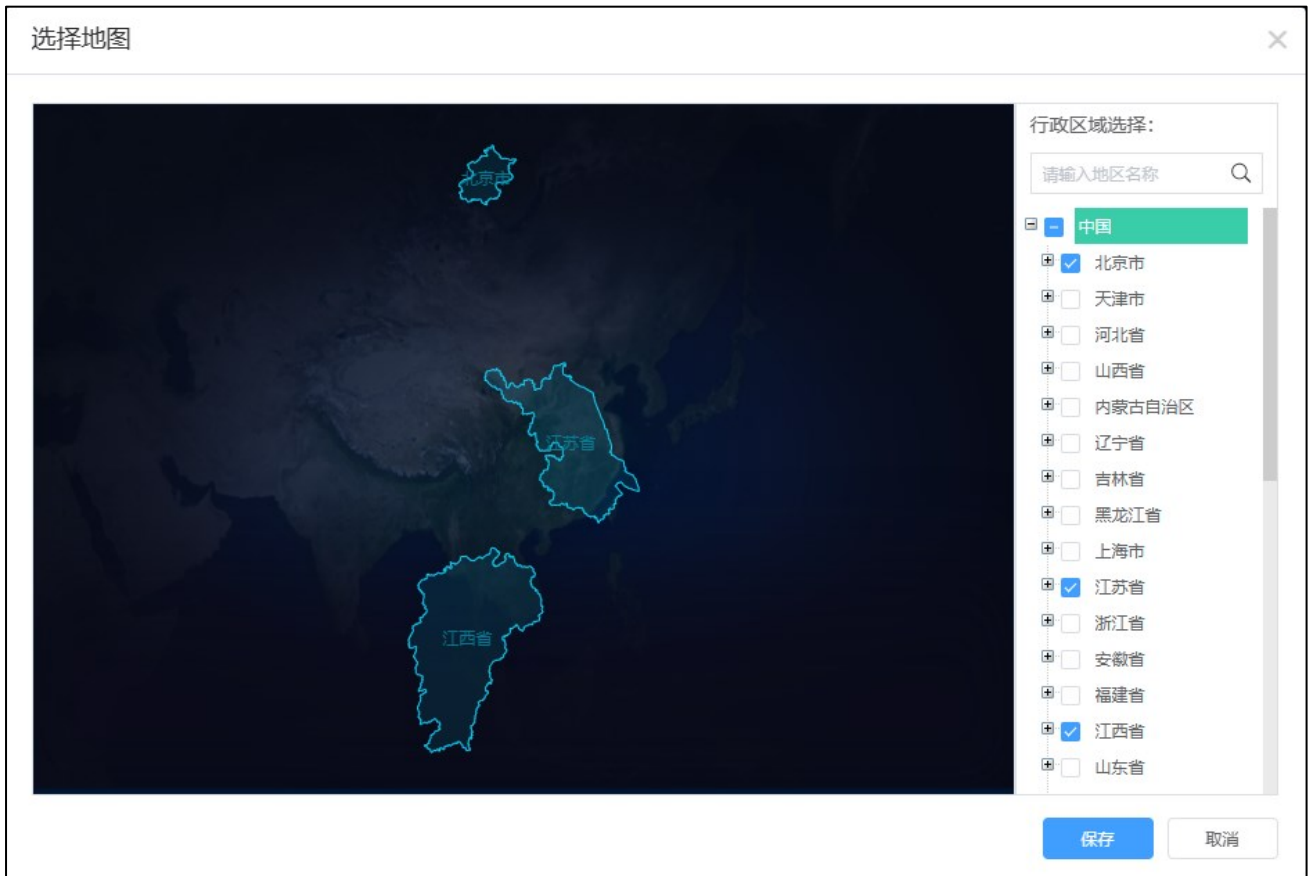 选择地图
北京市
江苏省
江西省
行政区域选择：
请输入地区名称
中国
北京市
天津市
河北省
山西省
内蒙古自治区
辽宁省
吉林省
黑龙江省
上海市
江苏省
浙江省
安徽省
福建省
江西省
山东省
保存
取消